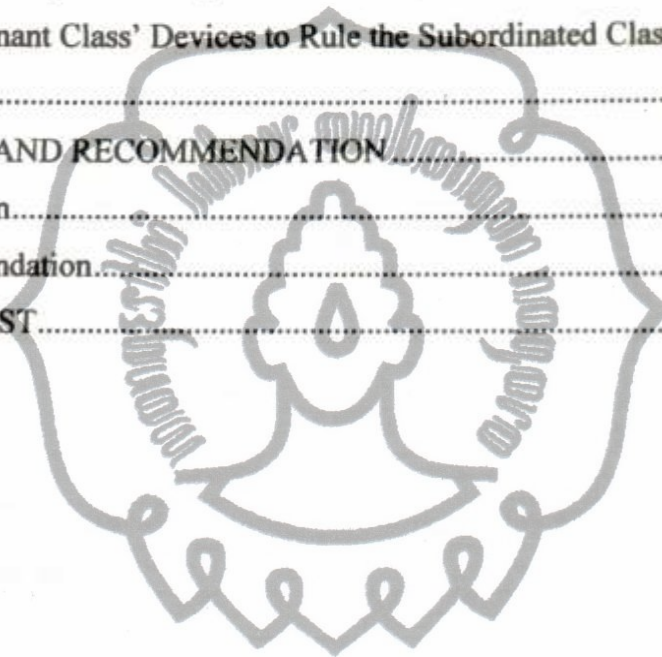 nant Class’ Devices to Rule the Subordinated Clas
................................................................
AND RECOMMENDATION................................
n................................................................
ndation................................................................
ST................................................................